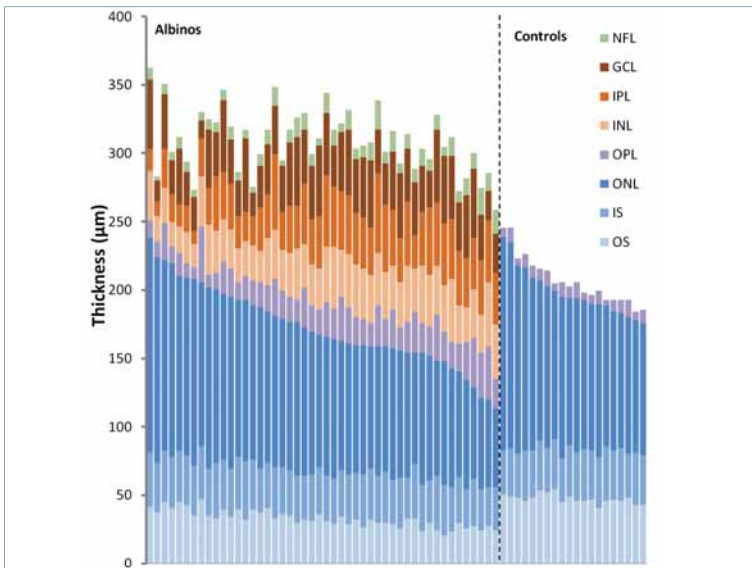 400
350
300
250
200
150
100
50
0
Thickness (µm)
Albinos
Controls
NFL
GCL
IPL
INL
OPL
ONL
IS
OS